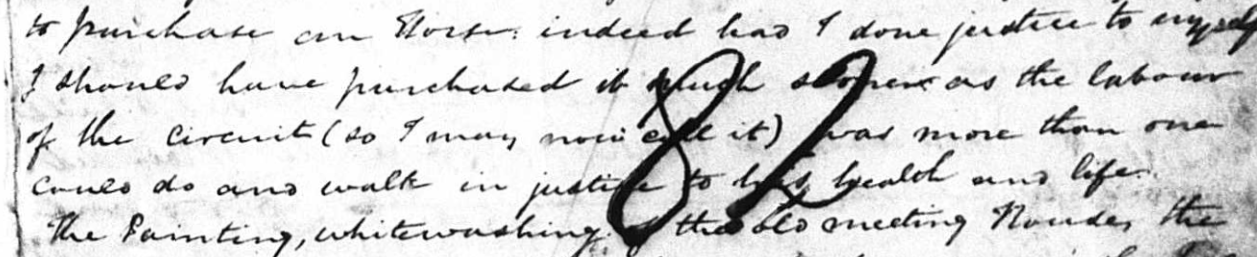 to purchase an Horse: indeed had I done justice to myself
I should have purchased it much sooner as the labour
of the Circuit (so I may now call it) was more than one
could do and walk in justice to his health and life.
The Painting, whitewashing of the old meeting House, the
82